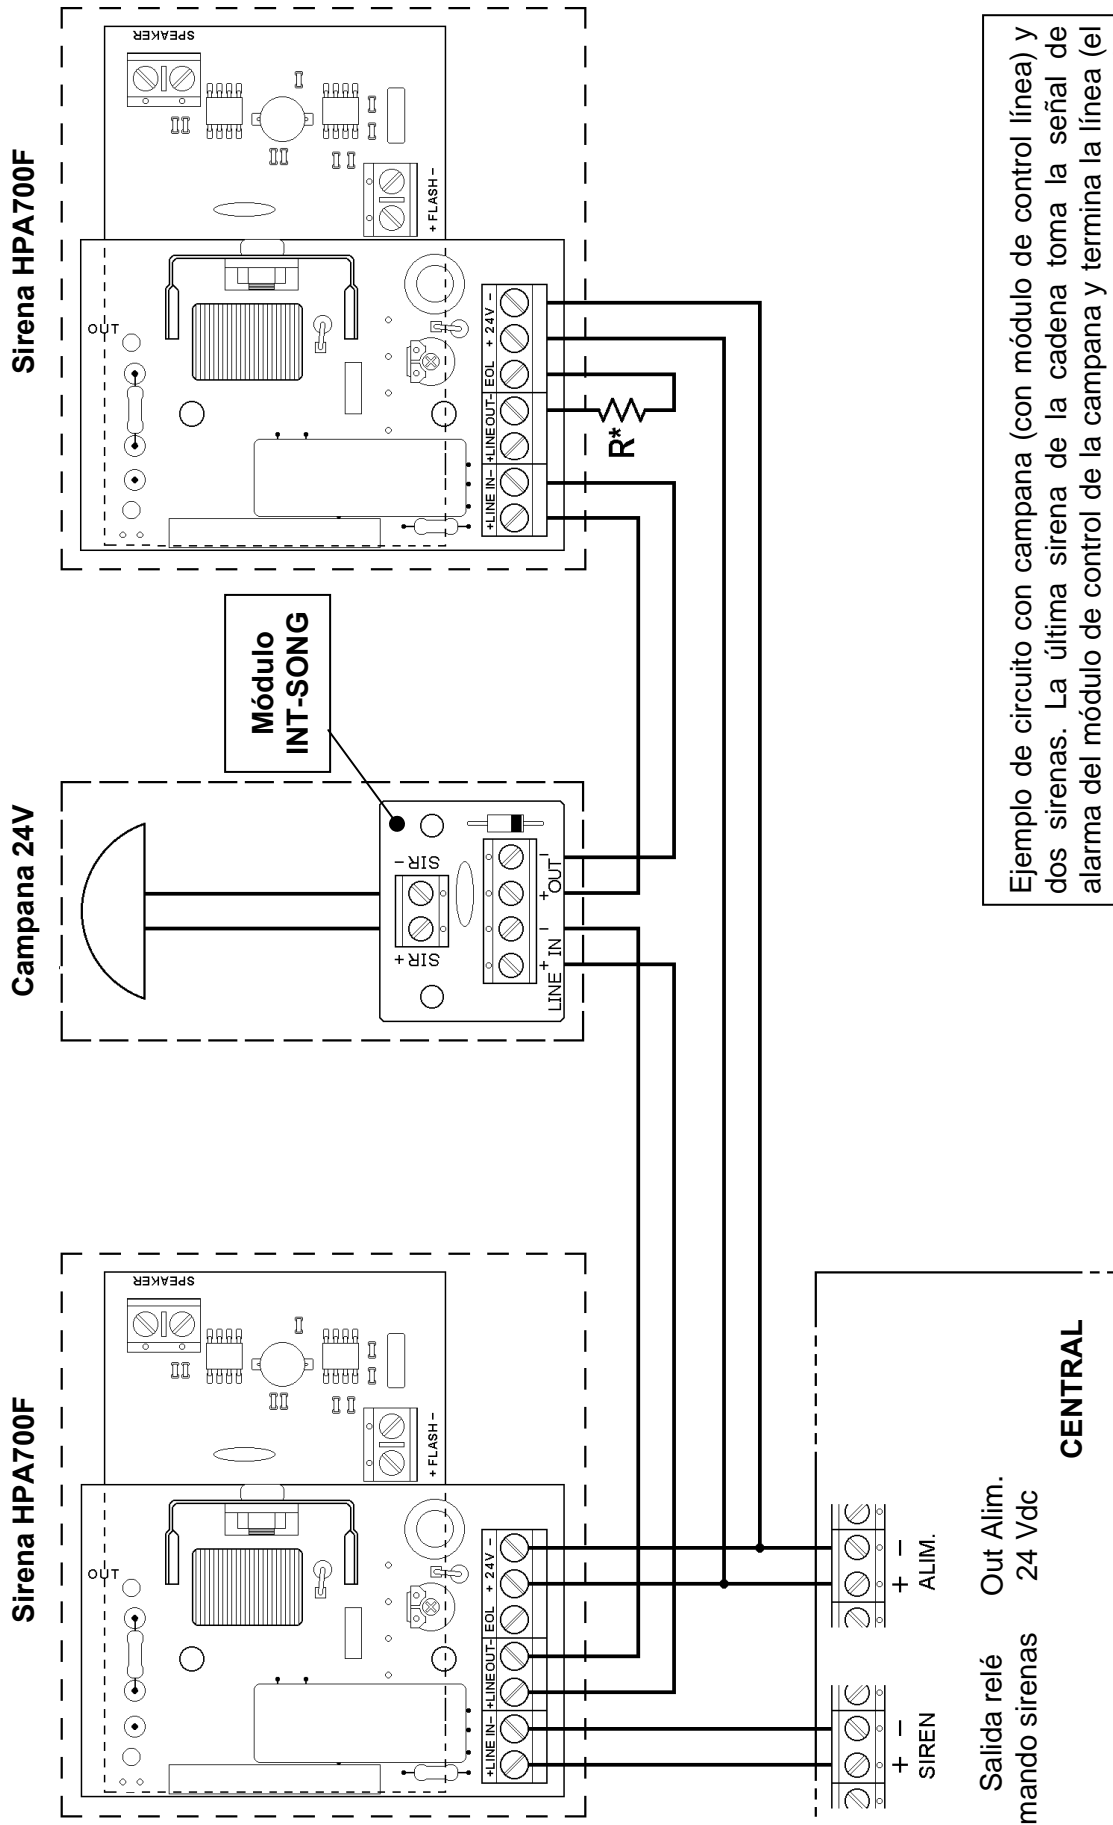 Sirena HPA700F
SPEAKER
OUT
+ FLASH -
+LINE IN-
+LINE OUT-
EOL
+ 24V -
Campana 24V
SIR+
SIR-
LINE IN
+ -
OUT
+ -
Módulo
INT-SONG
Sirena HPA700F
SPEAKER
OUT
+ FLASH -
+LINE IN-
+LINE OUT-
EOL
+ 24V -
R*
+ -
SIREN
+ -
ALIM.
Salida relé
mando sirenas
Out Alim.
24 Vdc
CENTRAL
Ejemplo de circuito con campana (con módulo de control línea) y
dos sirenas. La última sirena de la cadena toma la señal de
alarma del módulo de control de la campana y termina la línea (el